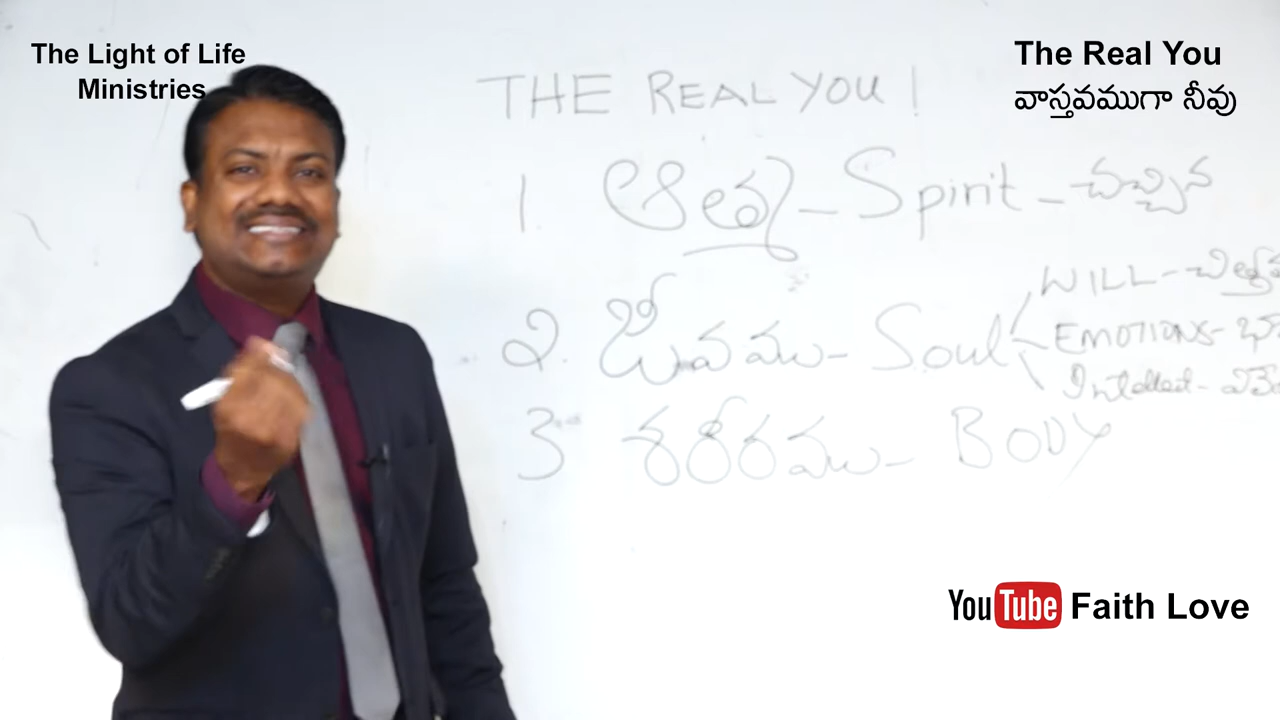 The Light of Life
Ministries
The Real You
వాస్తవముగా నీవు
THE REAL YOU !
1. ఆత్మ - Spirit - చచ్చిన
WILL -
2. జీవము - Soul
EMOTIONS -
Intellect -
3 శరీరము - BODY
YouTube Faith Love